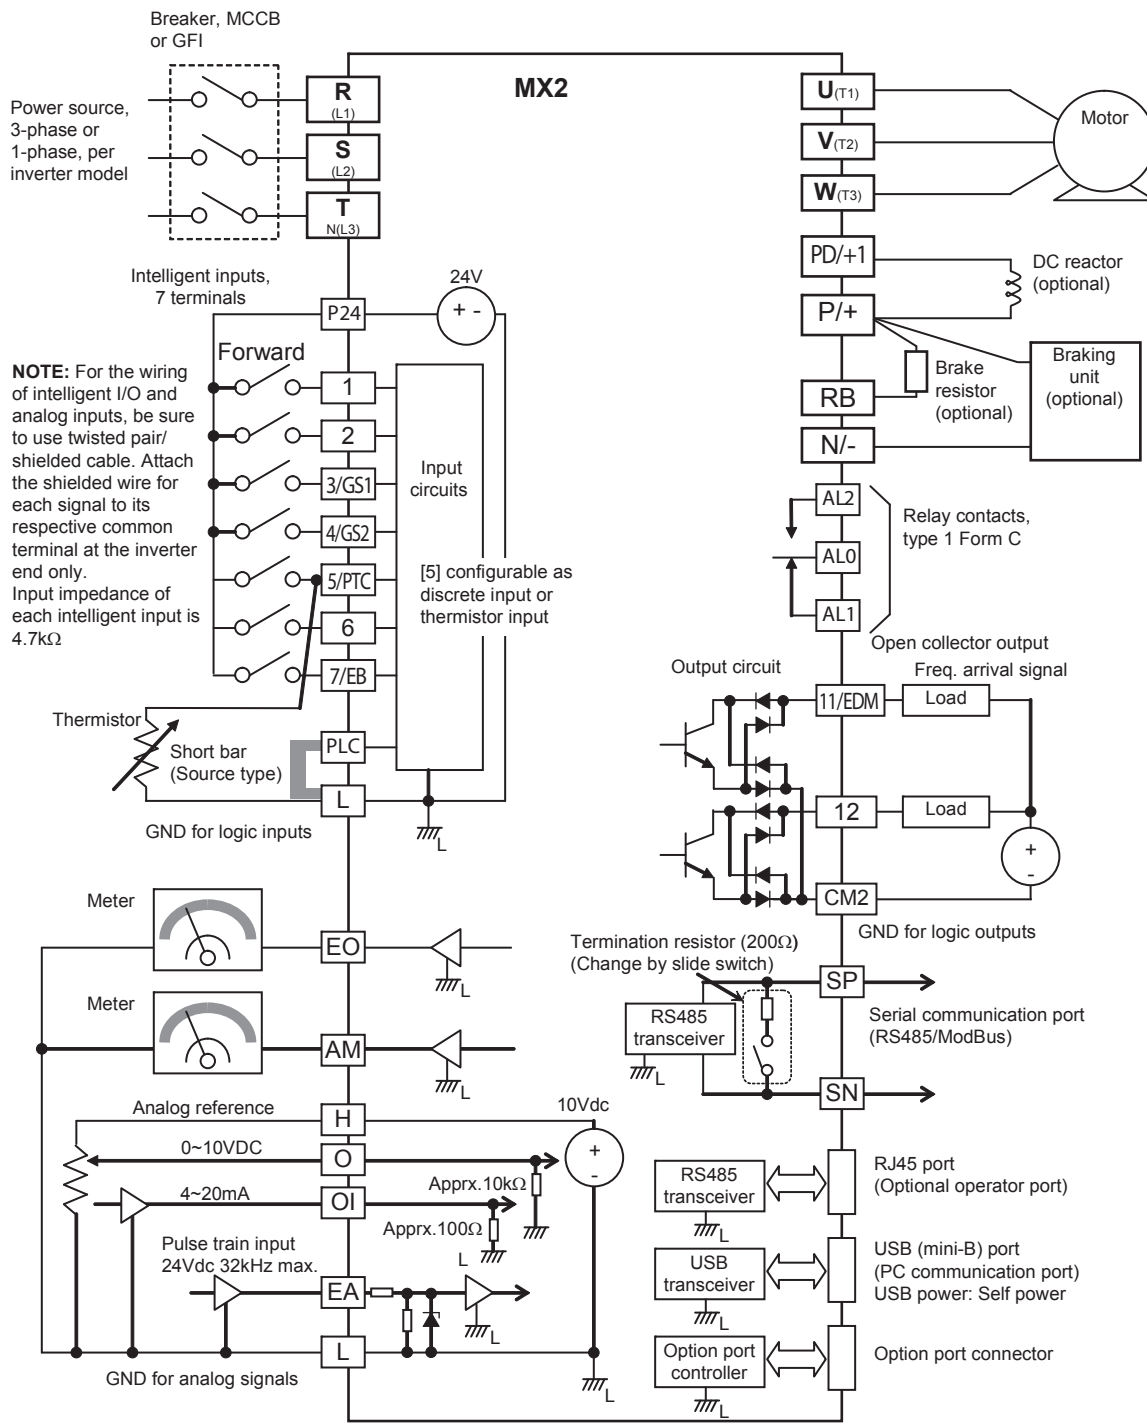 Breaker, MCCB
or GFI
MX2
Power source,
3-phase or
1-phase, per
inverter model
R
(L1)
S
(L2)
T
N(L3)
U(T1)
V(T2)
W(T3)
Motor
PD/+1
P/+
DC reactor
(optional)
RB
Brake
resistor
(optional)
Braking
unit
(optional)
N/-
Intelligent inputs,
7 terminals
24V
+ -
P24
Forward
NOTE: For the wiring
of intelligent I/O and
analog inputs, be sure
to use twisted pair/
shielded cable. Attach
the shielded wire for
each signal to its
respective common
terminal at the inverter
end only.
Input impedance of
each intelligent input is
4.7kΩ
1
2
3/GS1
4/GS2
5/PTC
6
7/EB
Input
circuits
[5] configurable as
discrete input or
thermistor input
AL2
AL0
AL1
Relay contacts,
type 1 Form C
Thermistor
Short bar
(Source type)
PLC
L
GND for logic inputs
L
Open collector output
Output circuit
Freq. arrival signal
11/EDM
Load
12
Load
+
-
CM2
GND for logic outputs
Meter
EO
L
Meter
AM
L
Termination resistor (200Ω)
(Change by slide switch)
SP
RS485
transceiver
L
Serial communication port
(RS485/ModBus)
SN
Analog reference
H
10Vdc
+
-
0~10VDC
O
Apprx.10kΩ
4~20mA
OI
Apprx.100Ω
L
Pulse train input
24Vdc 32kHz max.
EA
L
L
GND for analog signals
L
RS485
transceiver
L
RJ45 port
(Optional operator port)
USB
transceiver
L
USB (mini-B) port
(PC communication port)
USB power: Self power
Option port
controller
L
Option port connector